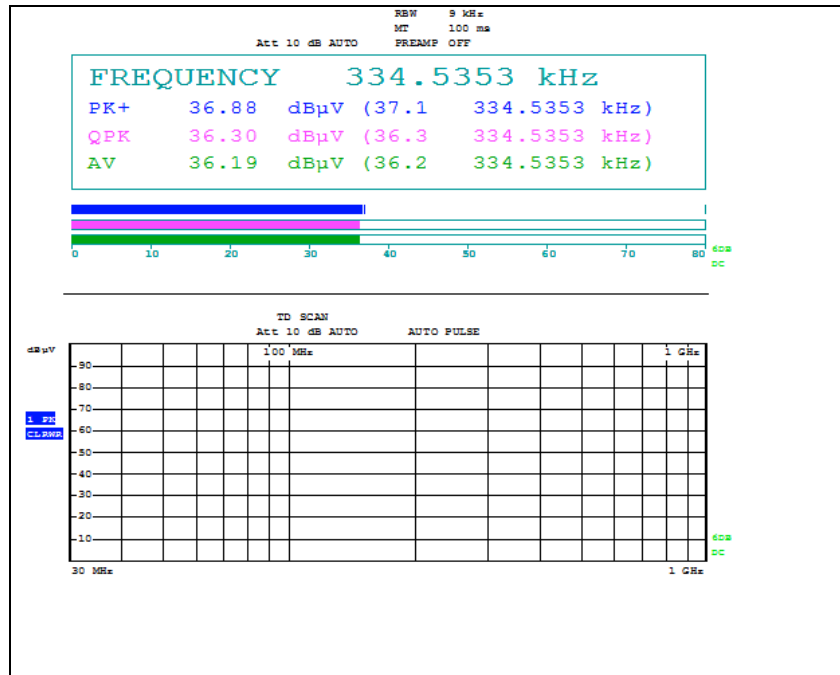 RBW 9 kHz
MT 100 ms
Att 10 dB AUTO PREAMP OFF
FREQUENCY 334.5353 kHz
PK+ 36.88 dBµV (37.1 334.5353 kHz)
QPK 36.30 dBµV (36.3 334.5353 kHz)
AV 36.19 dBµV (36.2 334.5353 kHz)
0 10 20 30 40 50 60 70 80
6DB
DC
TD SCAN
Att 10 dB AUTO AUTO PULSE
dBµV
100 MHz 1 GHz
90
80
70
1 PK
CLRWR
60
50
40
30
20
10
6DB
DC
30 MHz 1 GHz